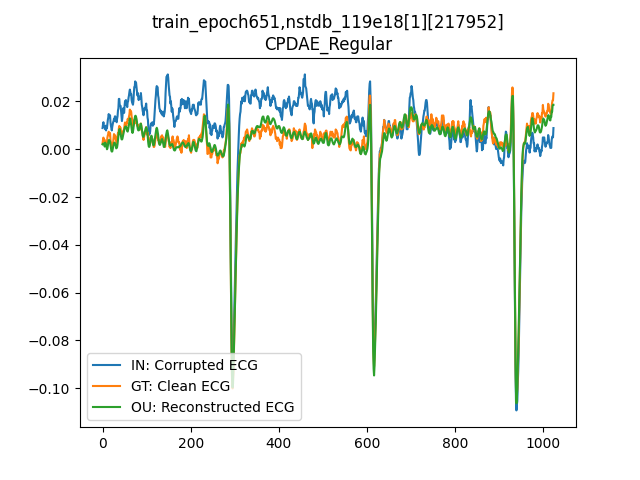 train_epoch651,nstdb_119e18[1][217952]
CPDAE_Regular
0.02
0.00
−0.02
−0.04
−0.06
−0.08
−0.10
IN: Corrupted ECG
GT: Clean ECG
OU: Reconstructed ECG
0 200 400 600 800 1000